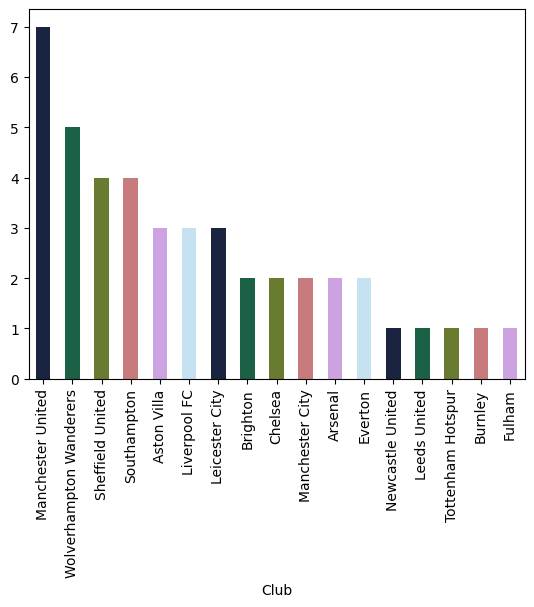 7
6
5
4
3
2
1
0
Manchester United
Wolverhampton Wanderers
Sheffield United
Southampton
Aston Villa
Liverpool FC
Leicester City
Brighton
Chelsea
Manchester City
Arsenal
Everton
Newcastle United
Leeds United
Tottenham Hotspur
Burnley
Fulham
Club